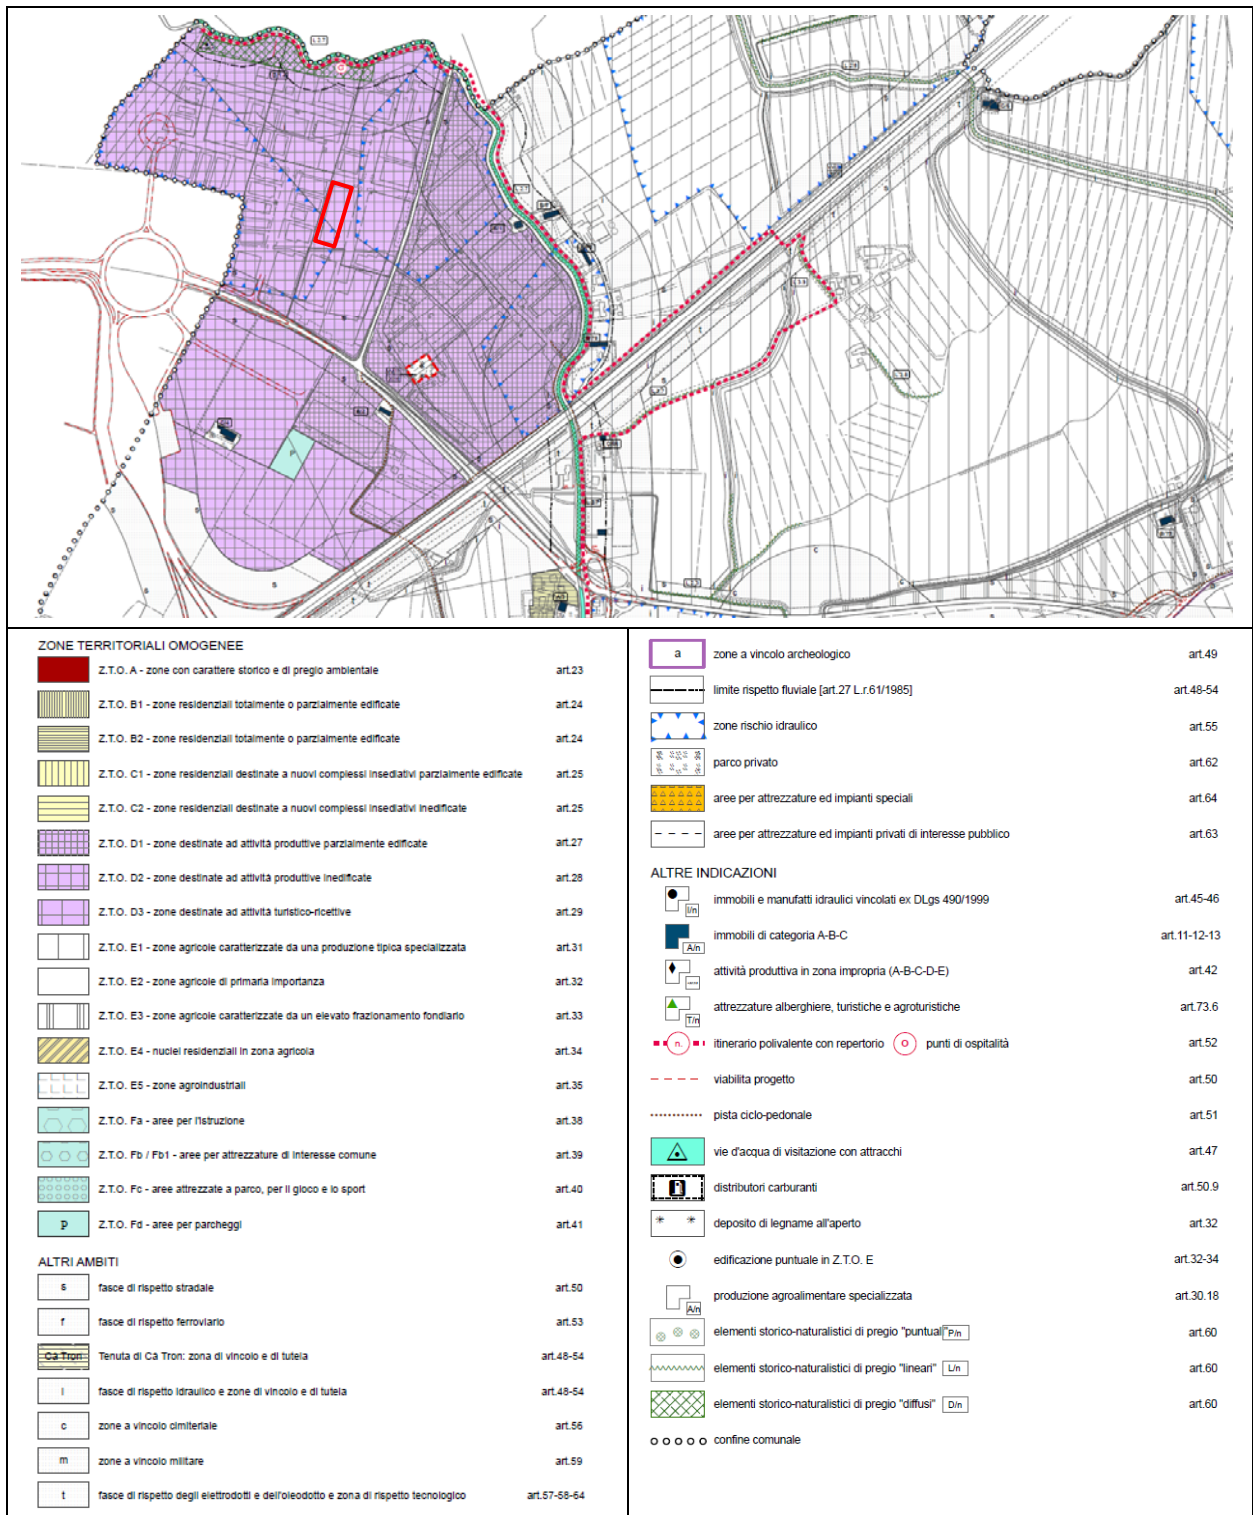 ZONE TERRITORIALI OMOGENEE
Z.T.O. A - zone con carattere storico e di pregio ambientale art.23
Z.T.O. B1 - zone residenziali totalmente o parzialmente edificate art.24
Z.T.O. B2 - zone residenziali totalmente o parzialmente edificate art.24
Z.T.O. C1 - zone residenziali destinate a nuovi complessi insediativi parzialmente edificate art.25
Z.T.O. C2 - zone residenziali destinate a nuovi complessi insediativi inedificate art.25
Z.T.O. D1 - zone destinate ad attività produttive parzialmente edificate art.27
Z.T.O. D2 - zone destinate ad attività produttive inedificate art.28
Z.T.O. D3 - zone destinate ad attività turistico-ricettive art.29
Z.T.O. E1 - zone agricole caratterizzate da una produzione tipica specializzata art.31
Z.T.O. E2 - zone agricole di primaria importanza art.32
Z.T.O. E3 - zone agricole caratterizzate da un elevato frazionamento fondiario art.33
Z.T.O. E4 - nuclei residenziali in zona agricola art.34
Z.T.O. E5 - zone agroindustriali art.35
Z.T.O. Fa - aree per l'istruzione art.38
Z.T.O. Fb / Fb1 - aree per attrezzature di interesse comune art.39
Z.T.O. Fc - aree attrezzate a parco, per il gioco e lo sport art.40
p Z.T.O. Fd - aree per parcheggi art.41
ALTRI AMBITI
s fasce di rispetto stradale art.50
f fasce di rispetto ferroviario art.53
Cà Tron Tenuta di Cà Tron: zona di vincolo e di tutela art.48-54
i fasce di rispetto idraulico e zone di vincolo e di tutela art.48-54
c zone a vincolo cimiteriale art.56
m zone a vincolo militare art.59
t fasce di rispetto degli elettrodotti e dell'oleodotto e zona di rispetto tecnologico art.57-58-64
a zone a vincolo archeologico art.49
limite rispetto fluviale [art.27 L.r.61/1985] art.48-54
zone rischio idraulico art.55
parco privato art.62
aree per attrezzature ed impianti speciali art.64
aree per attrezzature ed impianti privati di interesse pubblico art.63
ALTRE INDICAZIONI
I/n immobili e manufatti idraulici vincolati ex DLgs 490/1999 art.45-46
A/n immobili di categoria A-B-C art.11-12-13
attività produttiva in zona impropria (A-B-C-D-E) art.42
T/n attrezzature alberghiere, turistiche e agroturistiche art.73.6
n. itinerario polivalente con repertorio O punti di ospitalità art.52
viabilita progetto art.50
pista ciclo-pedonale art.51
vie d'acqua di visitazione con attracchi art.47
distributori carburanti art.50.9
deposito di legname all'aperto art.32
edificazione puntuale in Z.T.O. E art.32-34
A/n produzione agroalimentare specializzata art.30.18
elementi storico-naturalistici di pregio "puntuali" P/n art.60
elementi storico-naturalistici di pregio "lineari" L/n art.60
elementi storico-naturalistici di pregio "diffusi" D/n art.60
confine comunale